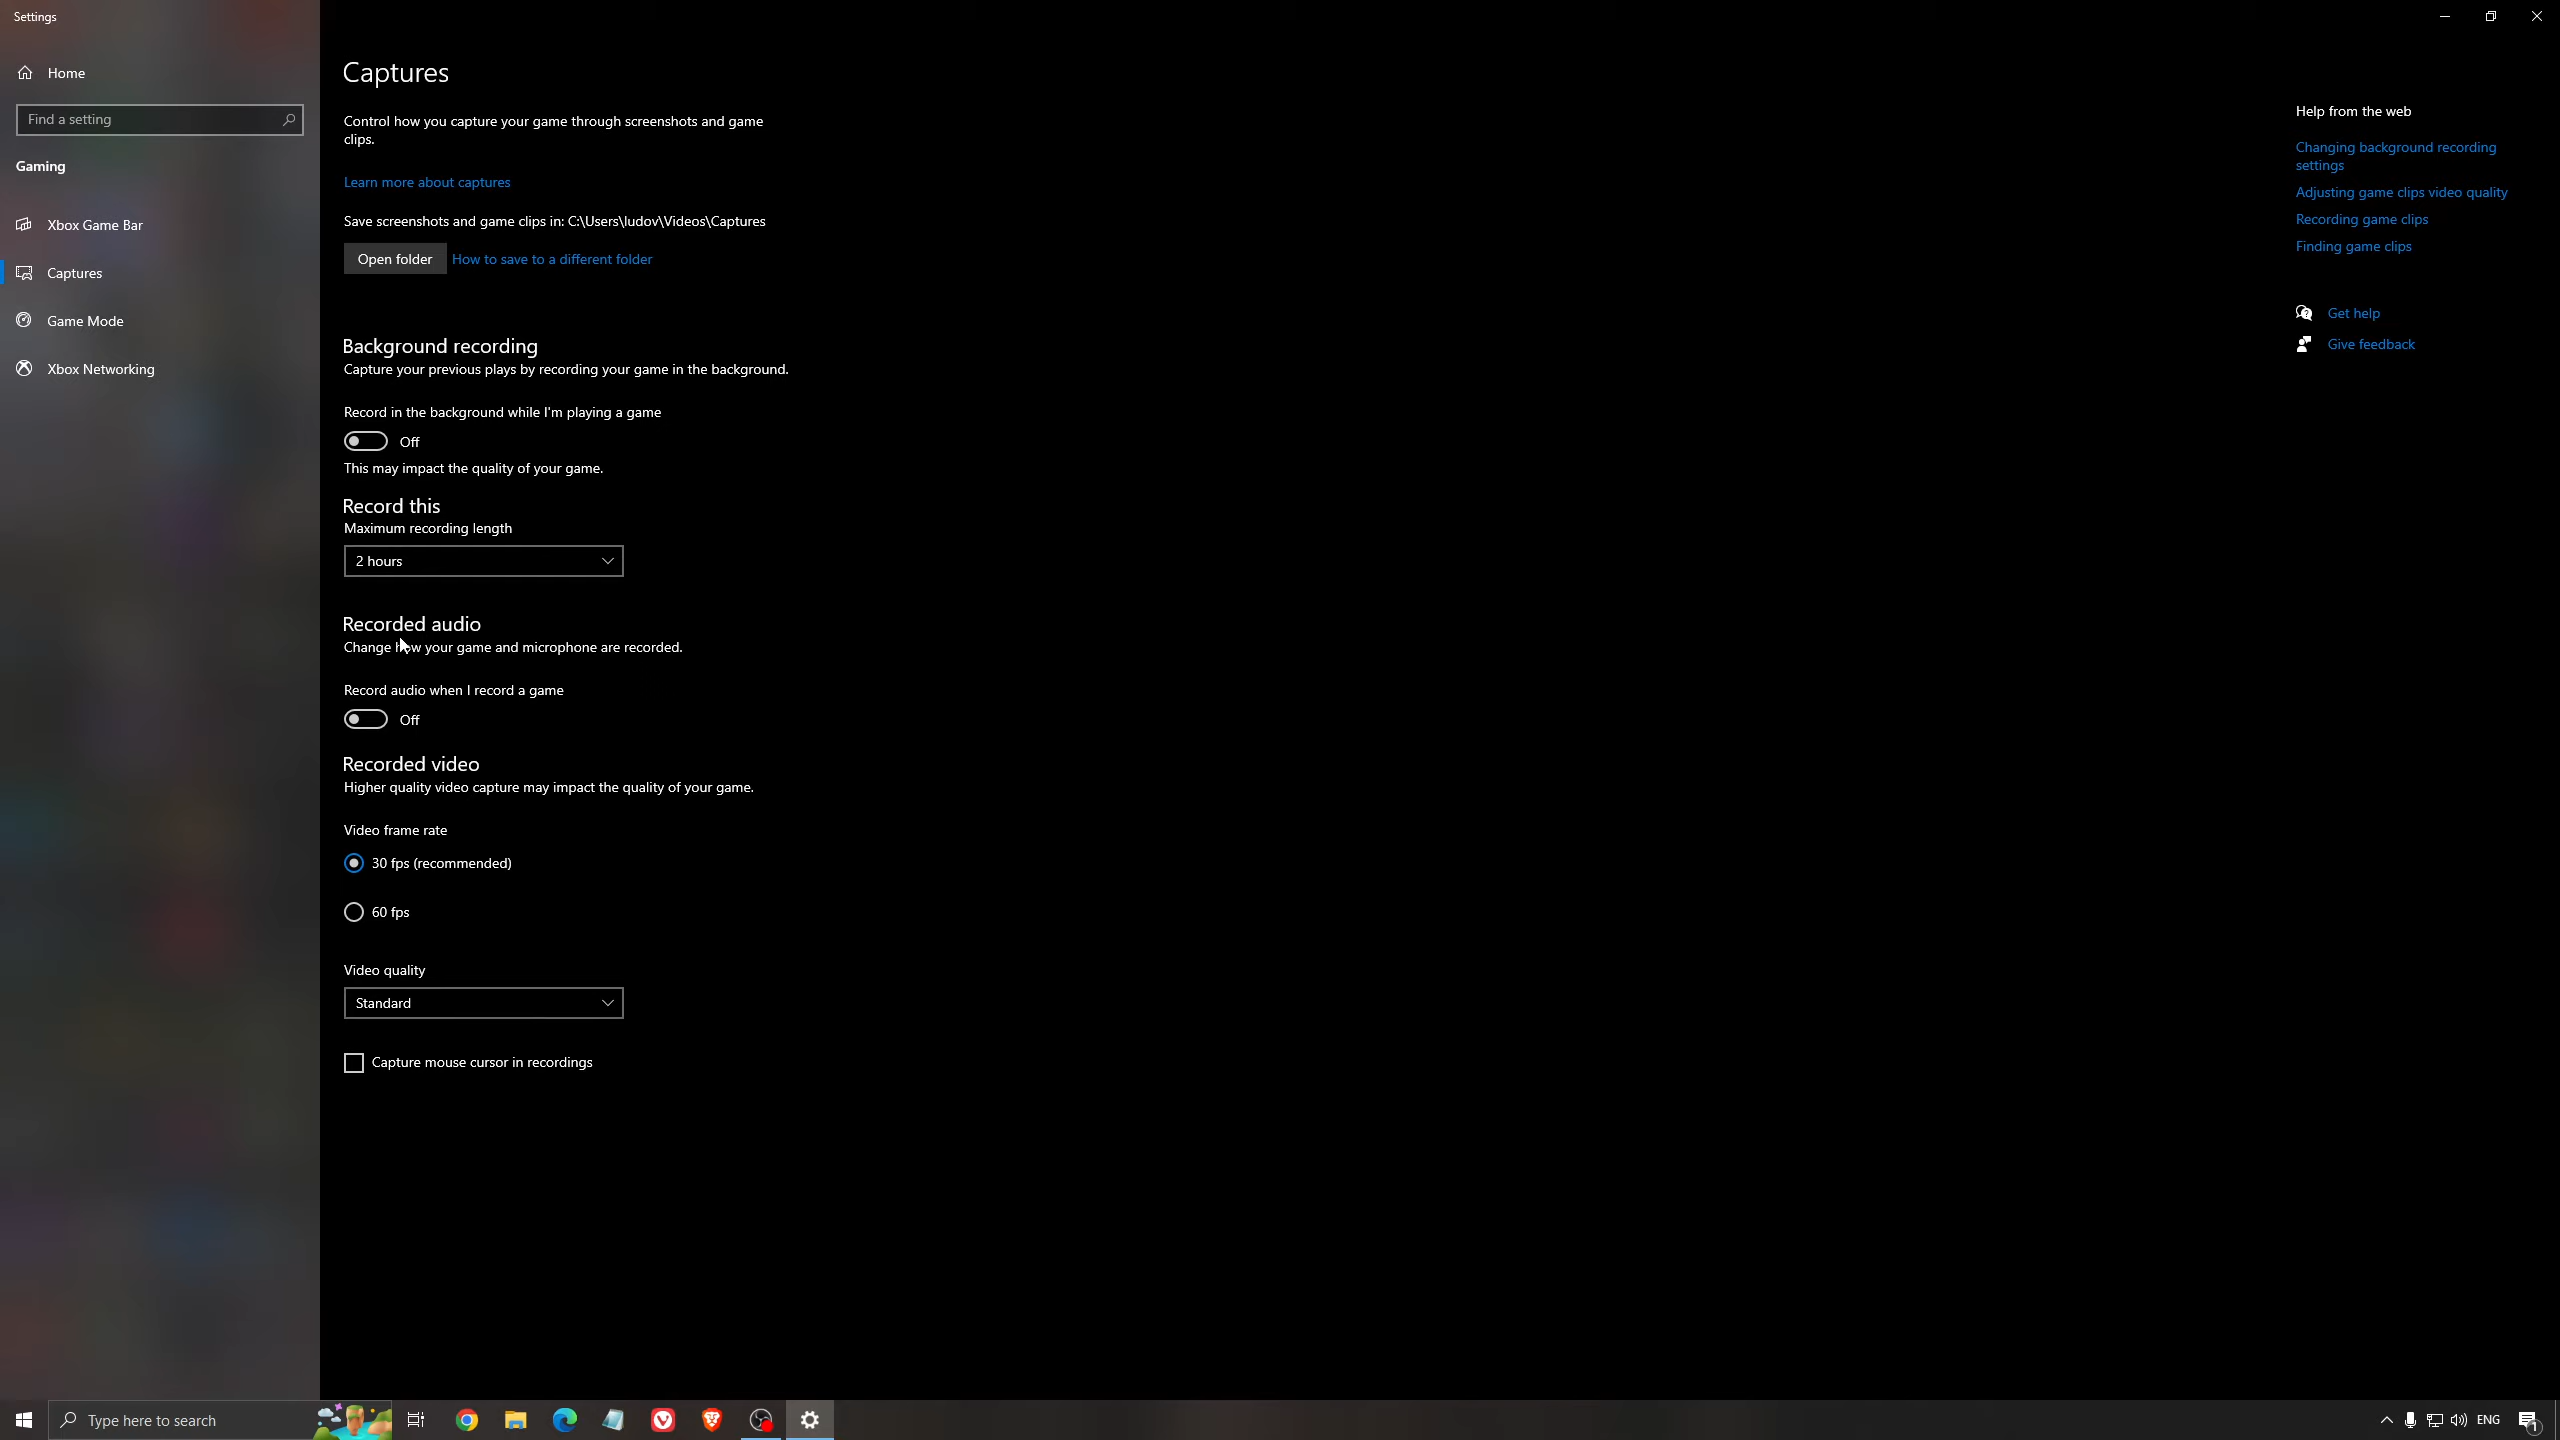 Settings
Home
Find a setting
Gaming
Xbox Game Bar
Captures
Game Mode
Xbox Networking
Captures
Control how you capture your game through screenshots and game
clips.
Learn more about captures
Save screenshots and game clips in: C:\Users\ludov\Videos\Captures
Open folder
How to save to a different folder
Background recording
Capture your previous plays by recording your game in the background.
Record in the background while I'm playing a game
Off
This may impact the quality of your game.
Record this
Maximum recording length
2 hours
Recorded audio
Change how your game and microphone are recorded.
Record audio when I record a game
Off
Recorded video
Higher quality video capture may impact the quality of your game.
Video frame rate
30 fps (recommended)
60 fps
Video quality
Standard
Capture mouse cursor in recordings
Help from the web
Changing background recording
settings
Adjusting game clips video quality
Recording game clips
Finding game clips
Get help
Give feedback
Type here to search
ENG
1